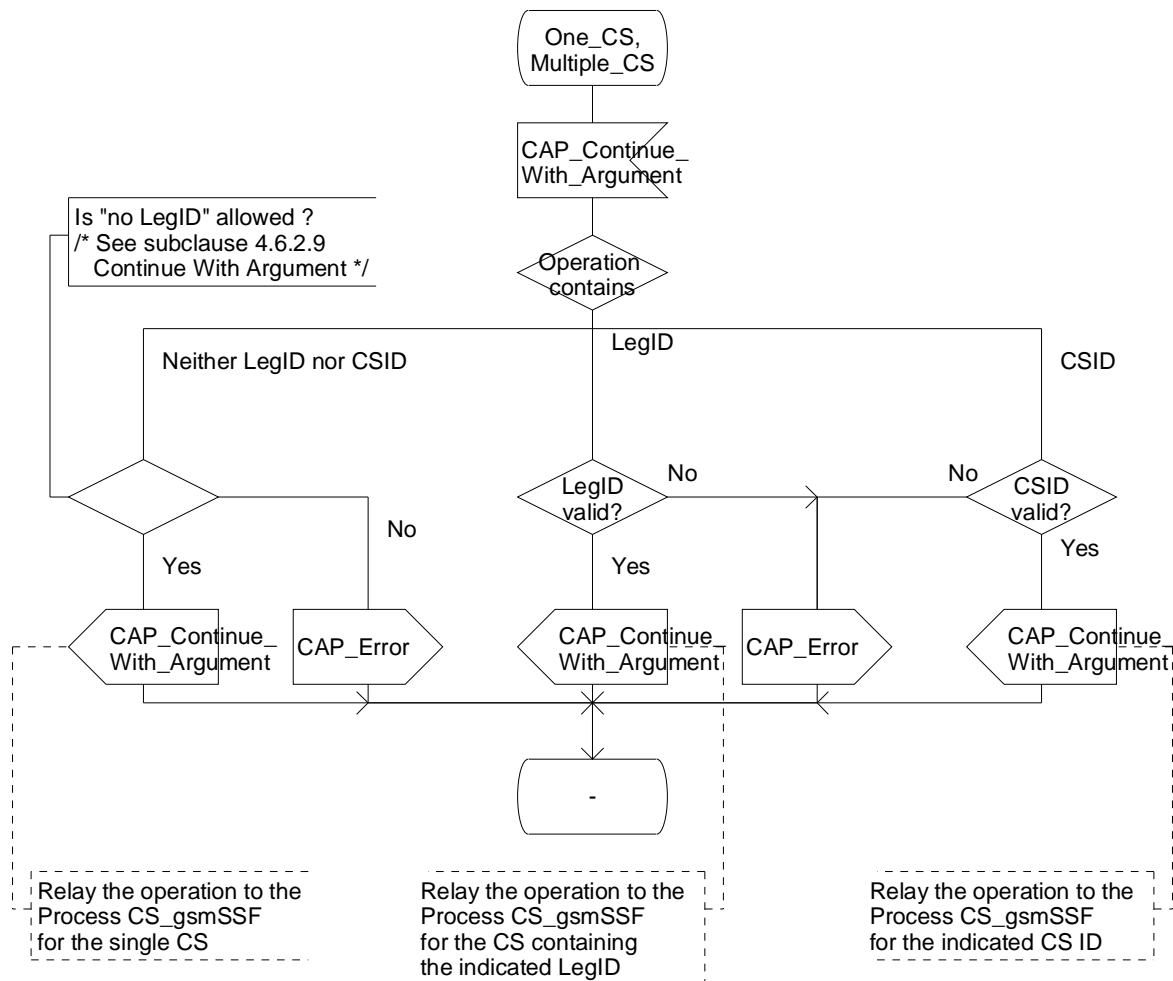 One_CS,
Multiple_CS
CAP_Continue_
With_Argument
Is "no LegID" allowed ?
/* See subclause 4.6.2.9
Continue With Argument */
Operation
contains
Neither LegID nor CSID
LegID
CSID
No
LegID
valid?
No
No
CSID
valid?
Yes
Yes
Yes
CAP_Continue_
With_Argument
CAP_Error
CAP_Continue_
With_Argument
CAP_Error
CAP_Continue_
With_Argument
-
Relay the operation to the
Process CS_gsmSSF
for the single CS
Relay the operation to the
Process CS_gsmSSF
for the CS containing
the indicated LegID
Relay the operation to the
Process CS_gsmSSF
for the indicated CS ID